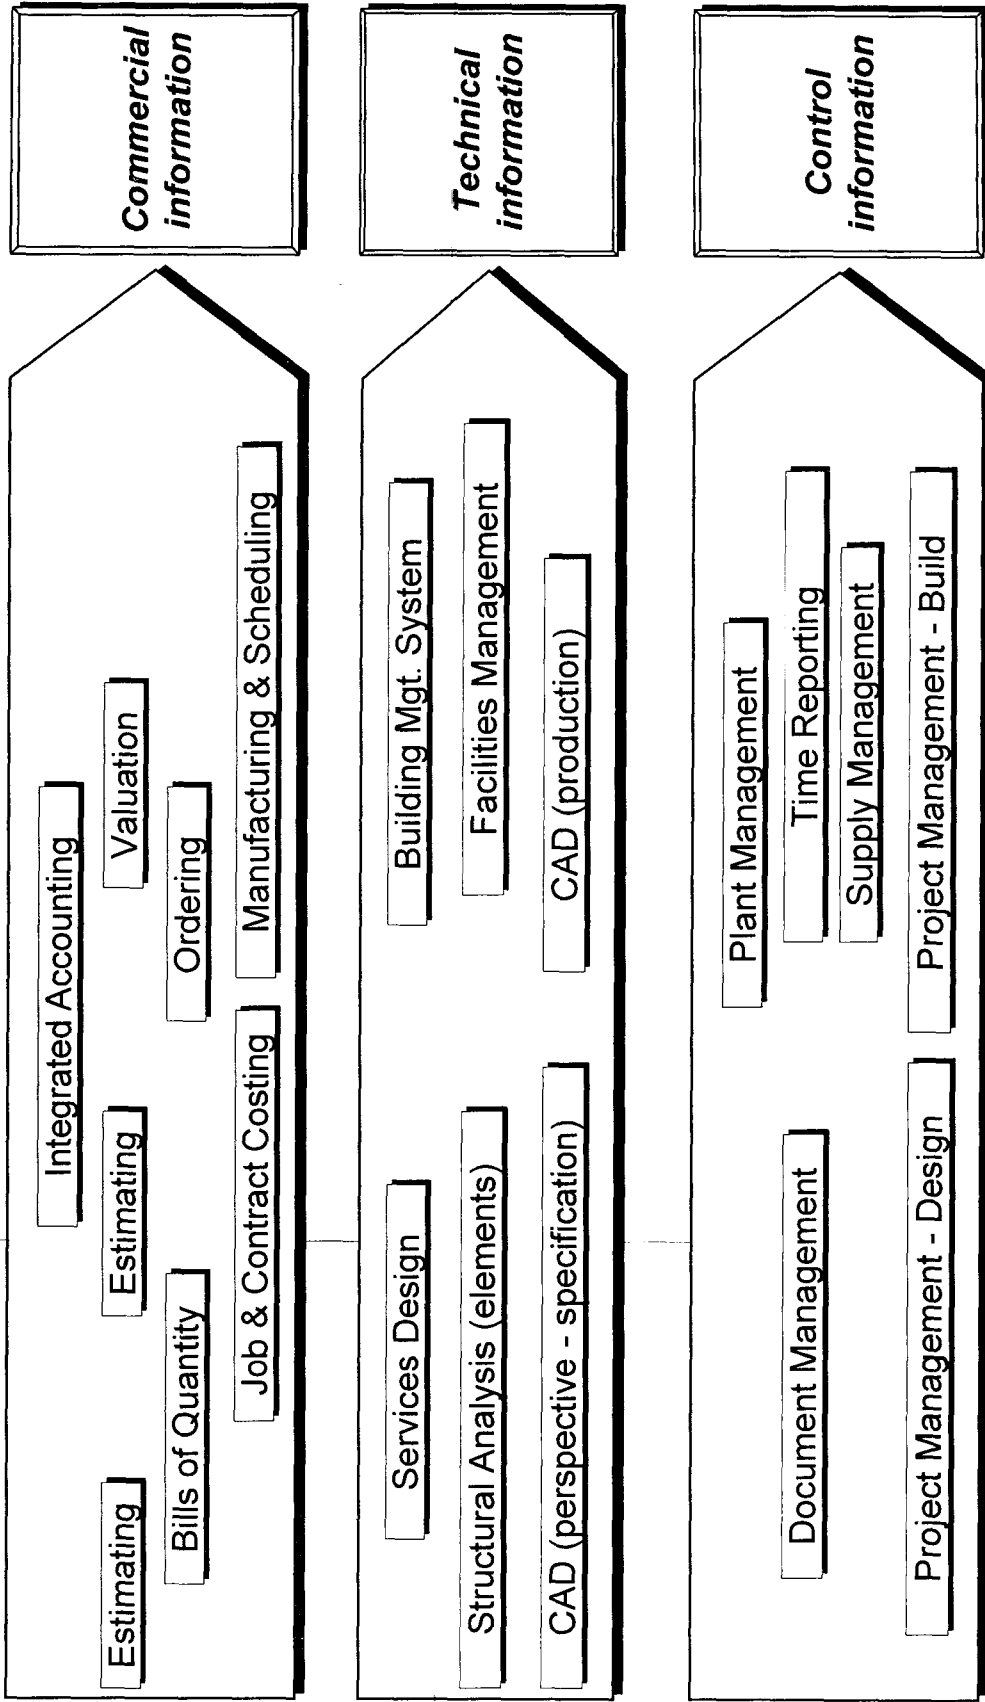 Integrated Accounting
Estimating
Estimating
Valuation
Bills of Quantity
Ordering
Job & Contract Costing
Manufacturing & Scheduling
Commercial
information
Services Design
Building Mgt. System
Structural Analysis (elements)
Facilities Management
CAD (perspective - specification)
CAD (production)
Technical
information
Plant Management
Document Management
Time Reporting
Supply Management
Project Management - Design
Project Management - Build
Control
information